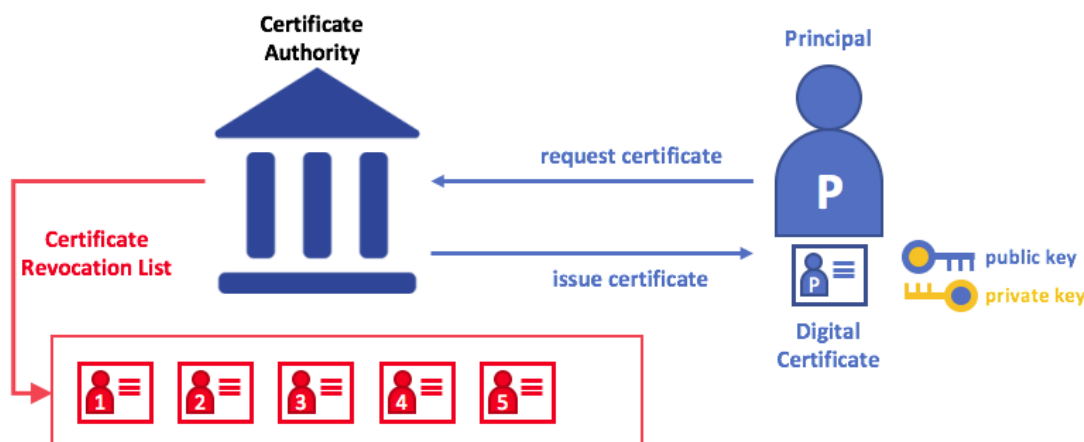 Certificate
Authority
Principal
request certificate
P
Certificate
Revocation List
issue certificate
P
public key
private key
Digital
Certificate
1
2
3
4
5